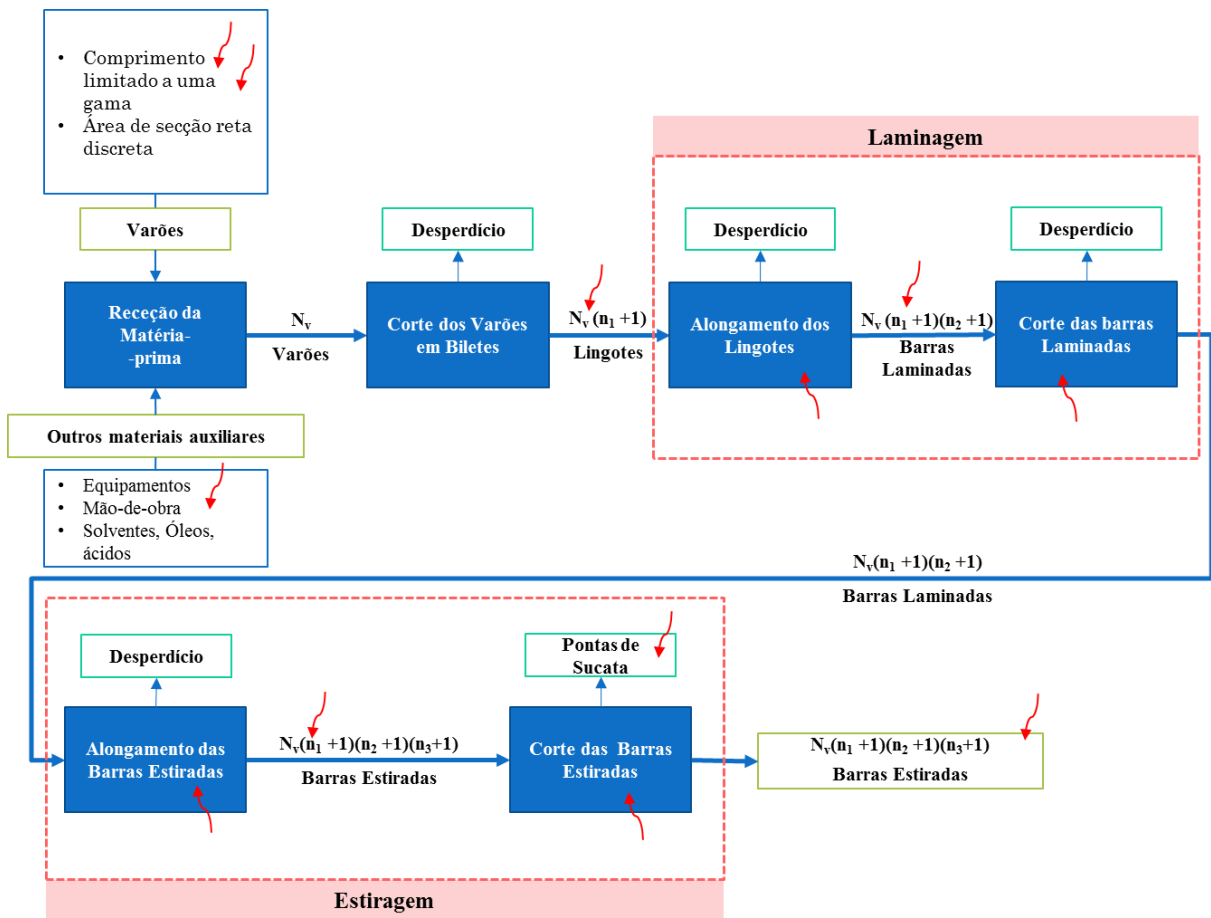 • Comprimento
limitado a uma
gama
• Área de secção reta
discreta
Varões
Receção da
Matéria-
-prima
Outros materiais auxiliares
• Equipamentos
• Mão-de-obra
• Solventes, Óleos,
ácidos
Nᵥ
Varões
Desperdício
Corte dos Varões
em Biletes
Nᵥ (n₁ +1)
Lingotes
Laminagem
Desperdício
Alongamento dos
Lingotes
Nᵥ (n₁ +1)(n₂ +1)
Barras
Laminadas
Desperdício
Corte das barras
Laminadas
Nᵥ(n₁ +1)(n₂ +1)
Barras Laminadas
Desperdício
Alongamento das
Barras Estiradas
Nᵥ(n₁ +1)(n₂ +1)(n₃+1)
Barras Estiradas
Pontas de
Sucata
Corte das Barras
Estiradas
Nᵥ(n₁ +1)(n₂ +1)(n₃+1)
Barras Estiradas
Estiragem